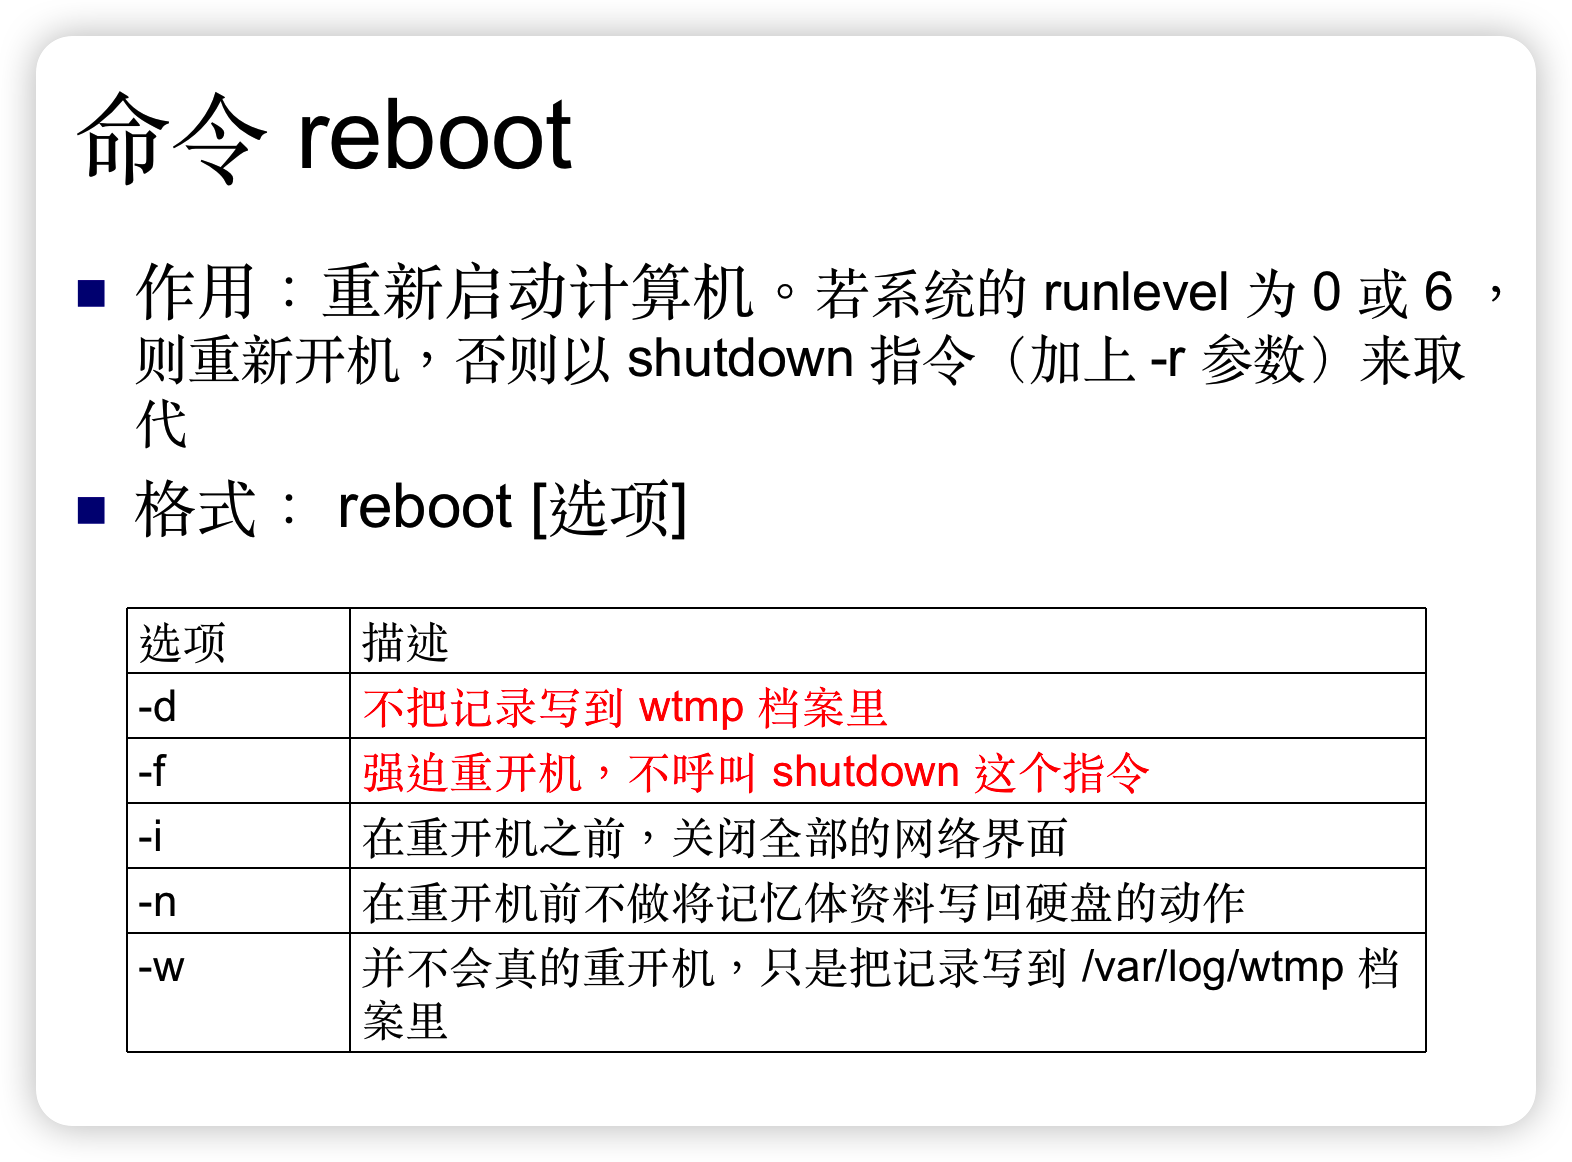 命令 reboot
作用：重新启动计算机。若系统的 runlevel 为 0 或 6 ，
则重新开机，否则以 shutdown 指令（加上 -r 参数）来取
代
格式： reboot [选项]
选项 描述
-d 不把记录写到 wtmp 档案里
-f 强迫重开机，不呼叫 shutdown 这个指令
-i 在重开机之前，关闭全部的网络界面
-n 在重开机前不做将记忆体资料写回硬盘的动作
-w 并不会真的重开机，只是把记录写到 /var/log/wtmp 档
案里